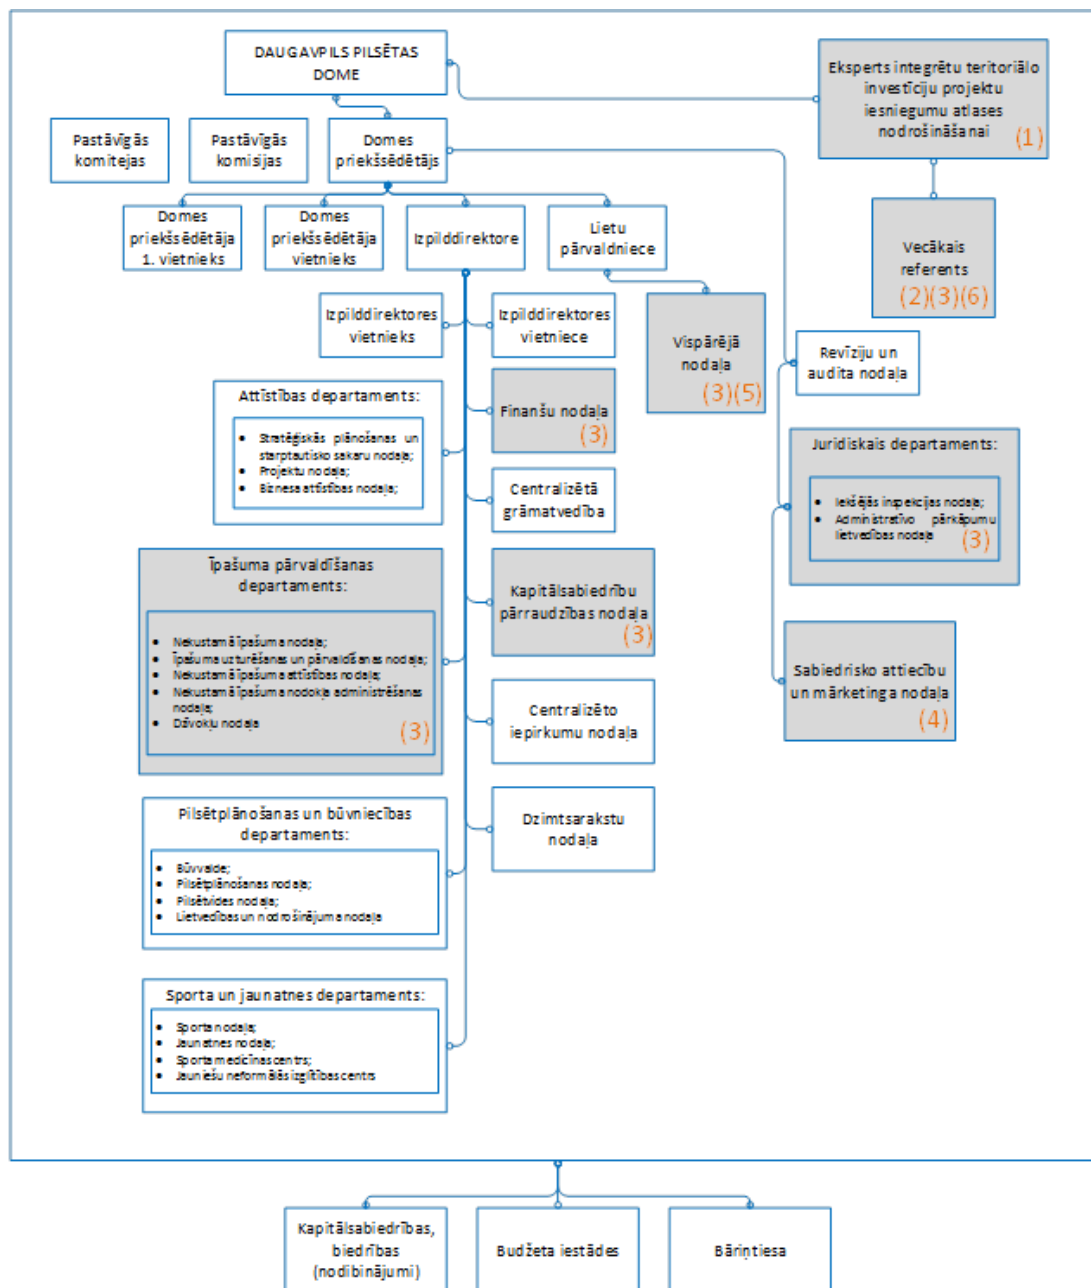 DAUGAVPILS PILSĒTAS
DOME
Eksperts integrētu teritoriālo
investīciju projektu
iesniegumu atlases
nodrošināšanai
(1)
Pastāvīgās
komitejas
Pastāvīgās
komisijas
Domes
priekšsēdētājs
Domes
priekšsēdētāja
1. vietnieks
Domes
priekšsēdētāja
vietnieks
Izpilddirektore
Lietu
pārvaldniece
Vecākais
referents
(2)(3)(6)
Izpilddirektores
vietnieks
Izpilddirektores
vietniece
Vispārējā
nodaļa
(3)(5)
Revīziju un
audita nodaļa
Attīstības departaments:
• Stratēģiskās plānošanas un
starptautisko sakaru nodaļa;
• Projektu nodaļa;
• Biznesa attīstības nodaļa;
Finanšu nodaļa
(3)
Centralizētā
grāmatvedība
Juridiskais departaments:
• Iekšējās inspekcijas nodaļa;
• Administratīvo pārkāpumu
lietvedības nodaļa
(3)
Īpašuma pārvaldīšanas
departaments:
• Nekustamā īpašuma nodaļa;
• Īpašuma uzturēšanas un pārvaldīšanas nodaļa;
• Nekustamā īpašuma attīstības nodaļa;
• Nekustamā īpašuma nodokļa administrēšanas
nodaļa;
• Dzīvokļu nodaļa
(3)
Kapitālsabiedrību
pārraudzības nodaļa
(3)
Sabiedrisko attiecību
un mārketinga nodaļa
(4)
Centralizēto
iepirkumu nodaļa
Pilsētplānošanas un būvniecības
departaments:
• Būvvalde;
• Pilsētplānošanas nodaļa;
• Pilsētvides nodaļa;
• Lietvedības un nodrošinājuma nodaļa
Dzimtsarakstu
nodaļa
Sporta un jaunatnes departaments:
• Sporta nodaļa;
• Jaunatnes nodaļa;
• Sporta medicīnas centrs;
• Jauniešu neformālās izglītības centrs
Kapitālsabiedrības,
biedrības
(nodibinājumi)
Budžeta iestādes
Bāriņtiesa